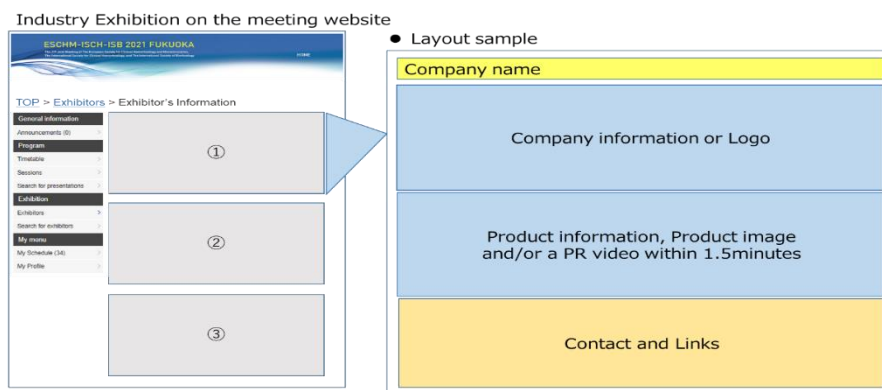 Industry Exhibition on the meeting website
ESCHM-ISCH-ISB 2021 FUKUOKA
HOME
TOP > Exhibitors > Exhibitor's Information
General information
Announcements (6)
Program
Timetable
Sessions
Search for presentations
Exhibition
Exhibitors
Search for exhibitors
My menu
My Schedule (34)
My Profile
①
②
③
● Layout sample
Company name
Company information or Logo
Product information, Product image
and/or a PR video within 1.5minutes
Contact and Links